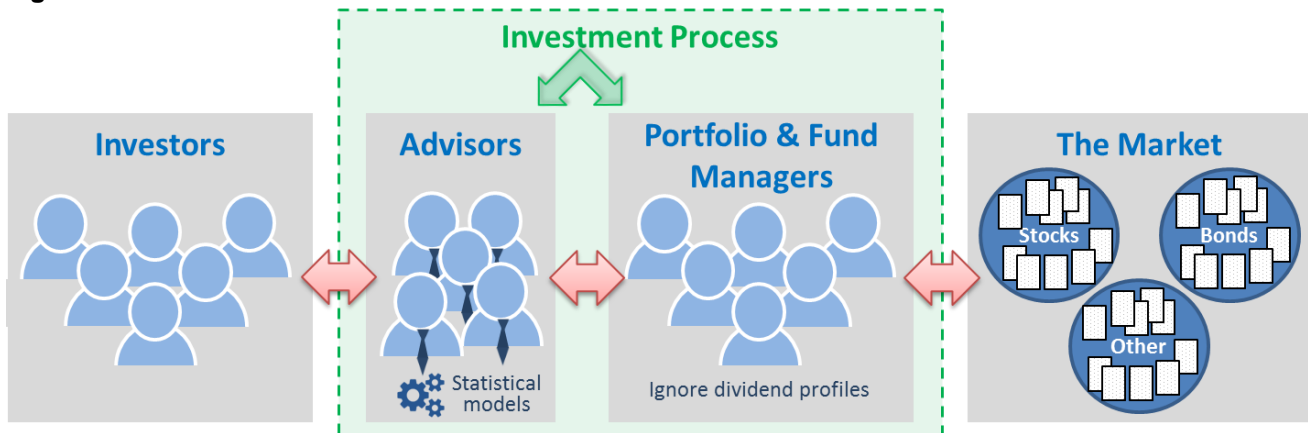 Investment Process
Investors
Advisors
Portfolio & Fund
Managers
The Market
Stocks
Bonds
Other
Statistical
models
Ignore dividend profiles